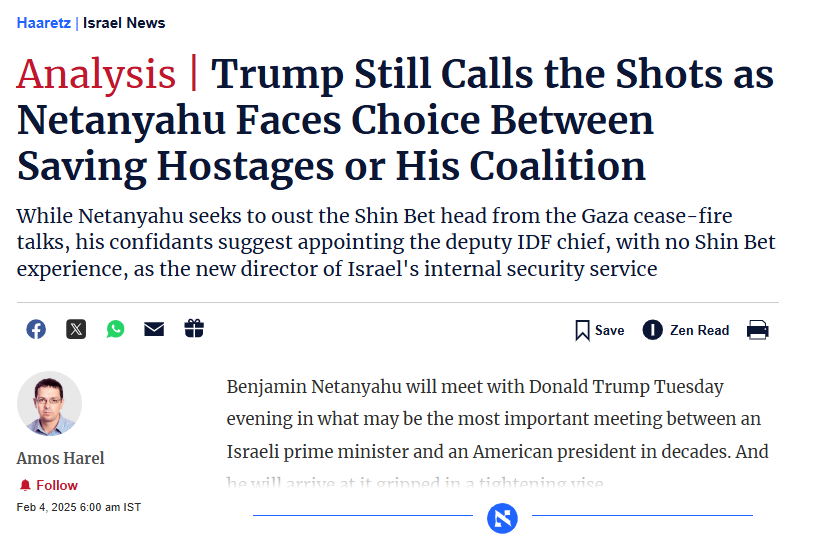 Haaretz | Israel News
Analysis | Trump Still Calls the Shots as
Netanyahu Faces Choice Between
Saving Hostages or His Coalition
While Netanyahu seeks to oust the Shin Bet head from the Gaza cease-fire
talks, his confidants suggest appointing the deputy IDF chief, with no Shin Bet
experience, as the new director of Israel's internal security service
Save
Zen Read
Amos Harel
Follow
Feb 4, 2025 6:00 am IST
Benjamin Netanyahu will meet with Donald Trump Tuesday
evening in what may be the most important meeting between an
Israeli prime minister and an American president in decades. And
he will arrive at it gripped in a tightening vise